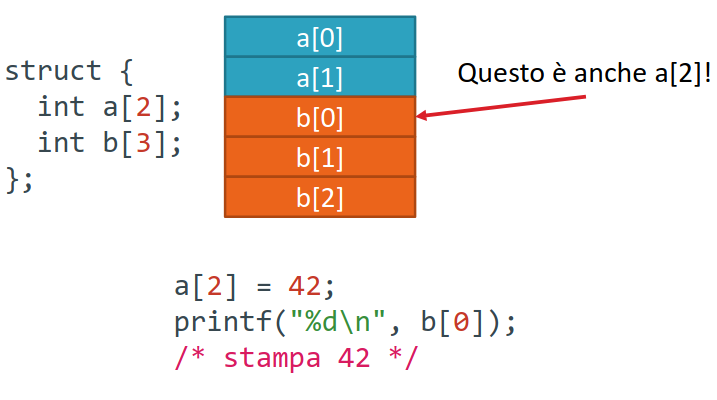 struct {
  int a[2];
  int b[3];
};
a[0]
a[1]
b[0]
b[1]
b[2]
Questo è anche a[2]!
a[2] = 42;
printf("%d\n", b[0]);
/* stampa 42 */